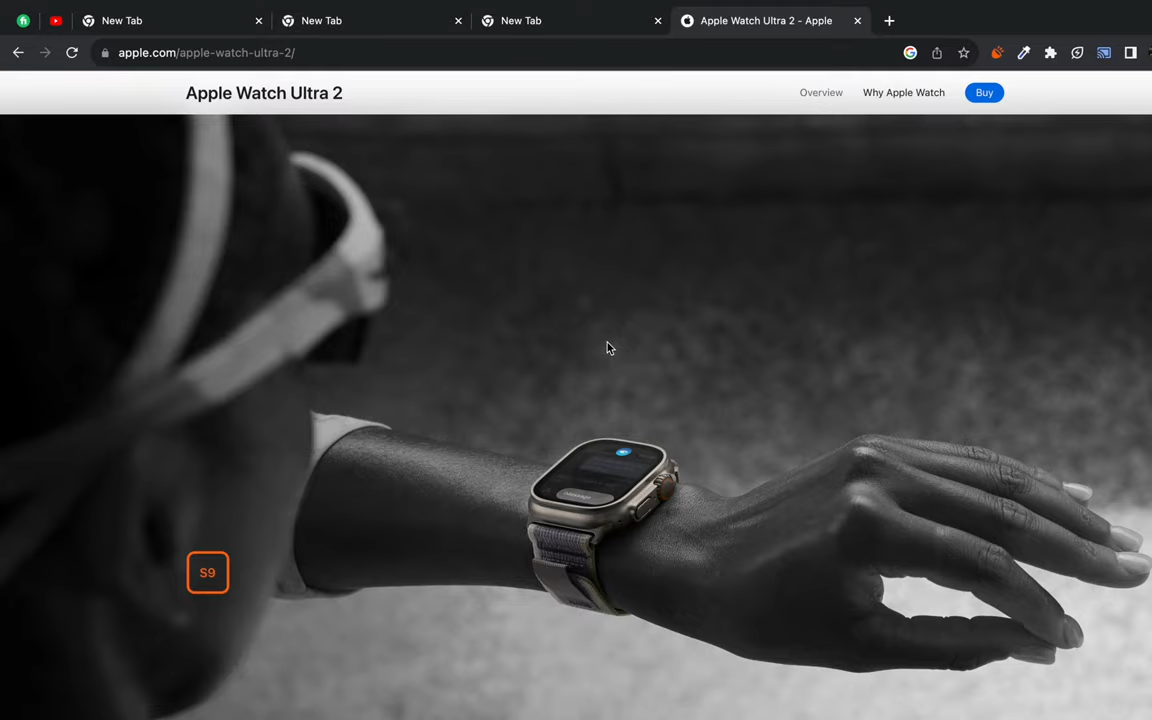 New Tab
New Tab
New Tab
Apple Watch Ultra 2 - Apple
apple.com/apple-watch-ultra-2/
Apple Watch Ultra 2
Overview
Why Apple Watch
Buy
S9